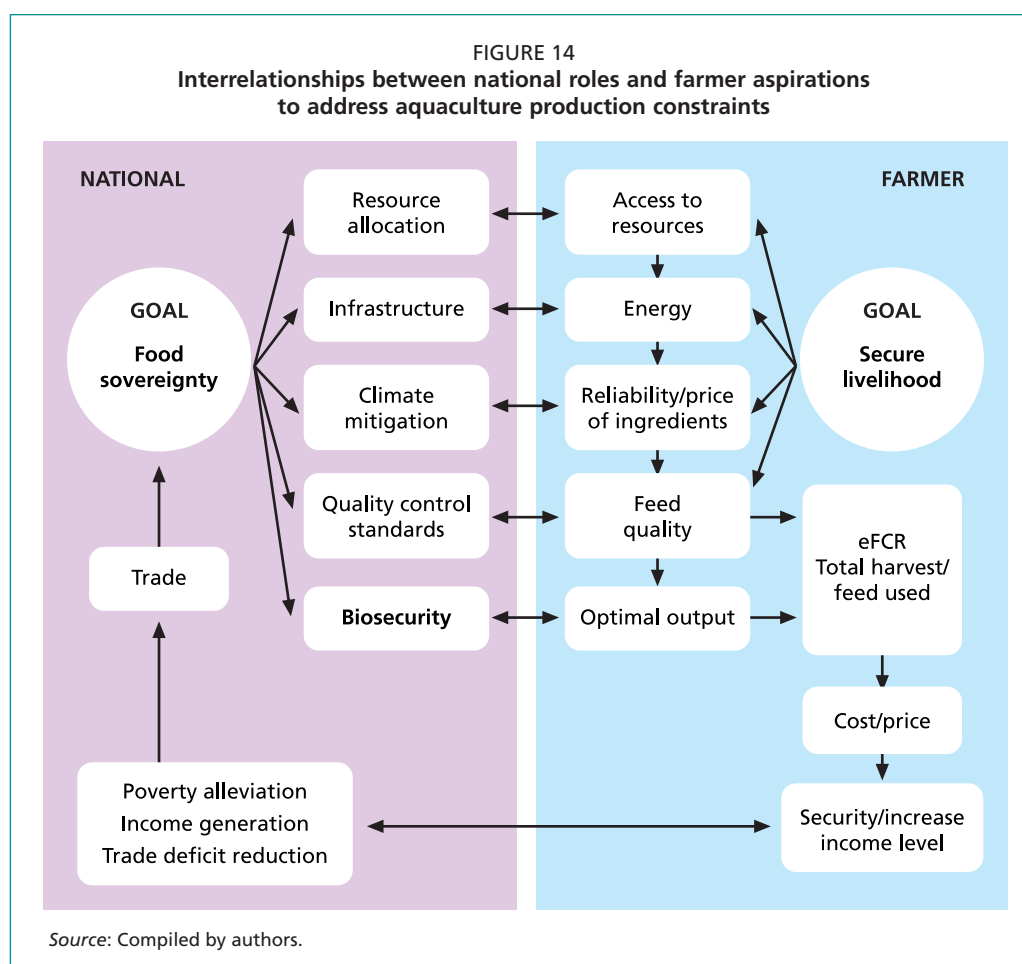 FIGURE 14
Interrelationships between national roles and farmer aspirations
to address aquaculture production constraints
NATIONAL
GOAL
Food
sovereignty
Resource
allocation
Infrastructure
Climate
mitigation
Quality control
standards
Biosecurity
Trade
Poverty alleviation
Income generation
Trade deficit reduction
FARMER
Access to
resources
Energy
Reliability/price
of ingredients
Feed
quality
Optimal output
GOAL
Secure
livelihood
eFCR
Total harvest/
feed used
Cost/price
Security/increase
income level
Source: Compiled by authors.